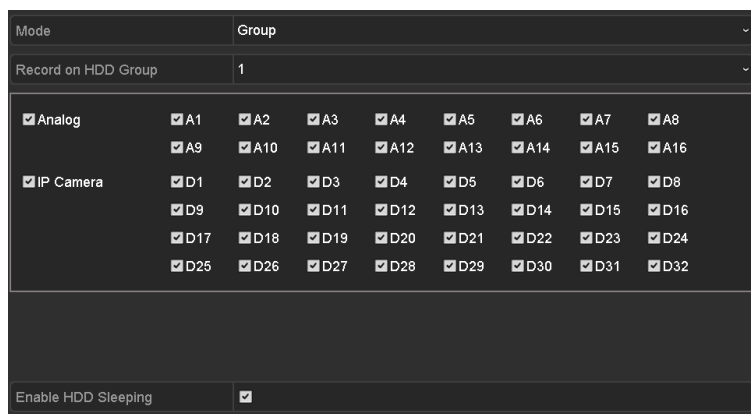 Mode Group
Record on HDD Group 1
Analog A1 A2 A3 A4 A5 A6 A7 A8
A9 A10 A11 A12 A13 A14 A15 A16
IP Camera D1 D2 D3 D4 D5 D6 D7 D8
D9 D10 D11 D12 D13 D14 D15 D16
D17 D18 D19 D20 D21 D22 D23 D24
D25 D26 D27 D28 D29 D30 D31 D32
Enable HDD Sleeping